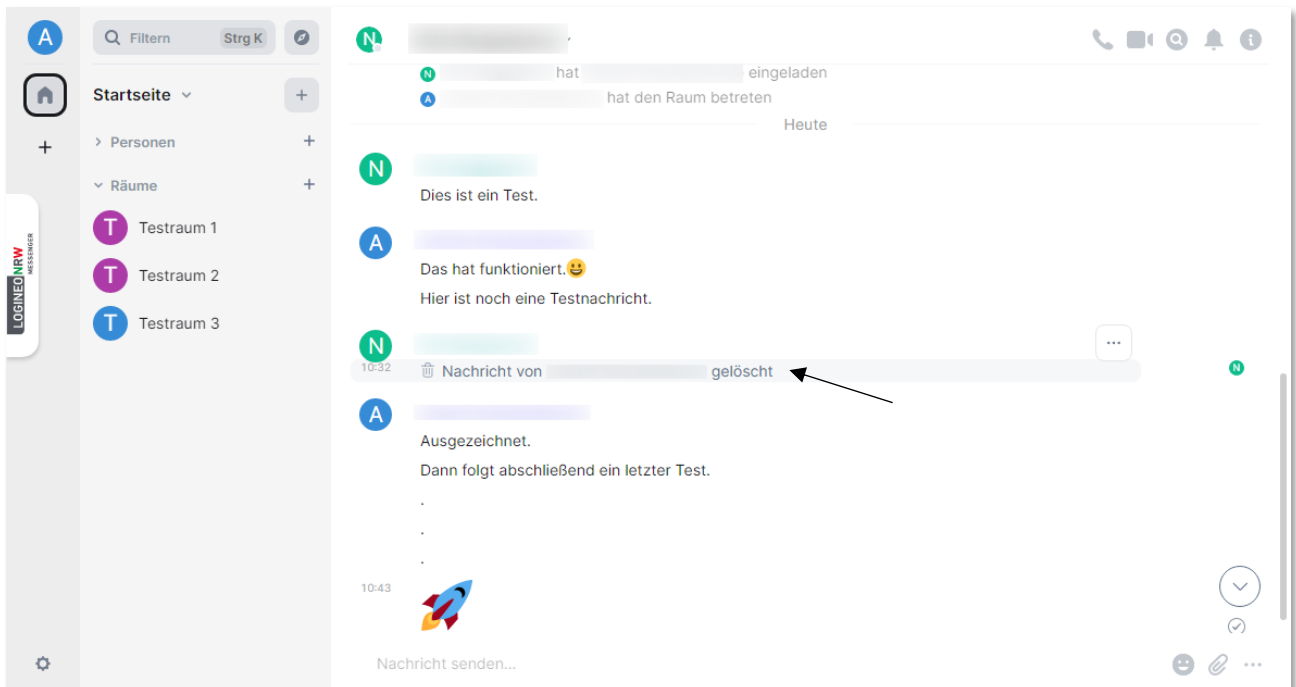 A
Filtern Strg K
N
Startseite
Personen
Räume
T Testraum 1
T Testraum 2
T Testraum 3
LOGINEO NRW
MESSENGER
N hat eingeladen
A hat den Raum betreten
Heute
N
Dies ist ein Test.
A
Das hat funktioniert.😀
Hier ist noch eine Testnachricht.
N
10:32 Nachricht von gelöscht N
A
Ausgezeichnet.
Dann folgt abschließend ein letzter Test.
.
.
.
10:43
Nachricht senden...